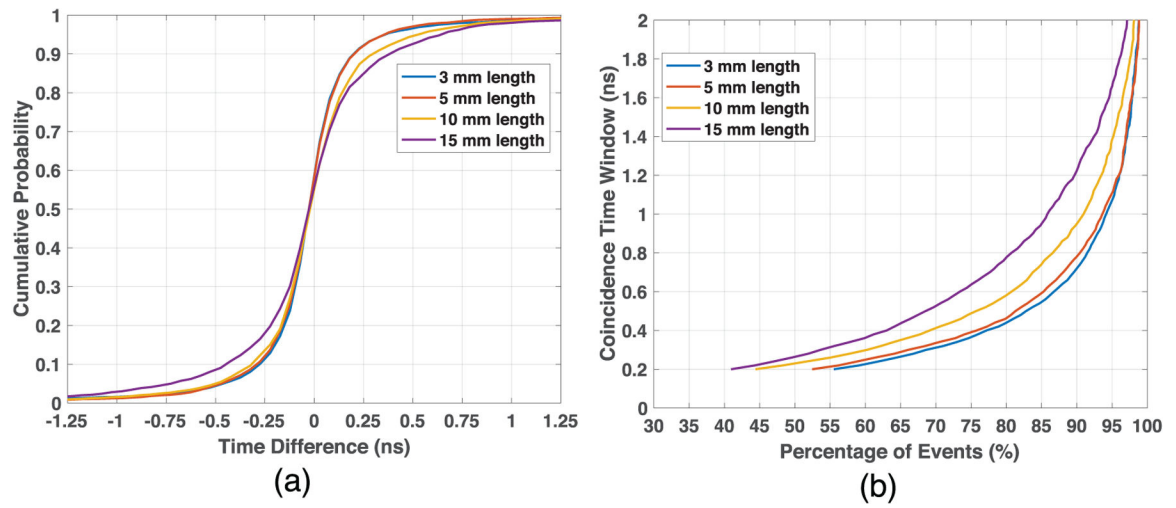 1
0.9
0.8
0.7
0.6
0.5
0.4
0.3
0.2
0.1
0
Cumulative Probability
3 mm length
5 mm length
10 mm length
15 mm length
-1.25 -1 -0.75 -0.5 -0.25 0 0.25 0.5 0.75 1 1.25
Time Difference (ns)
(a)
2
1.8
1.6
1.4
1.2
1
0.8
0.6
0.4
0.2
0
Coincidence Time Window (ns)
3 mm length
5 mm length
10 mm length
15 mm length
30 35 40 45 50 55 60 65 70 75 80 85 90 95 100
Percentage of Events (%)
(b)